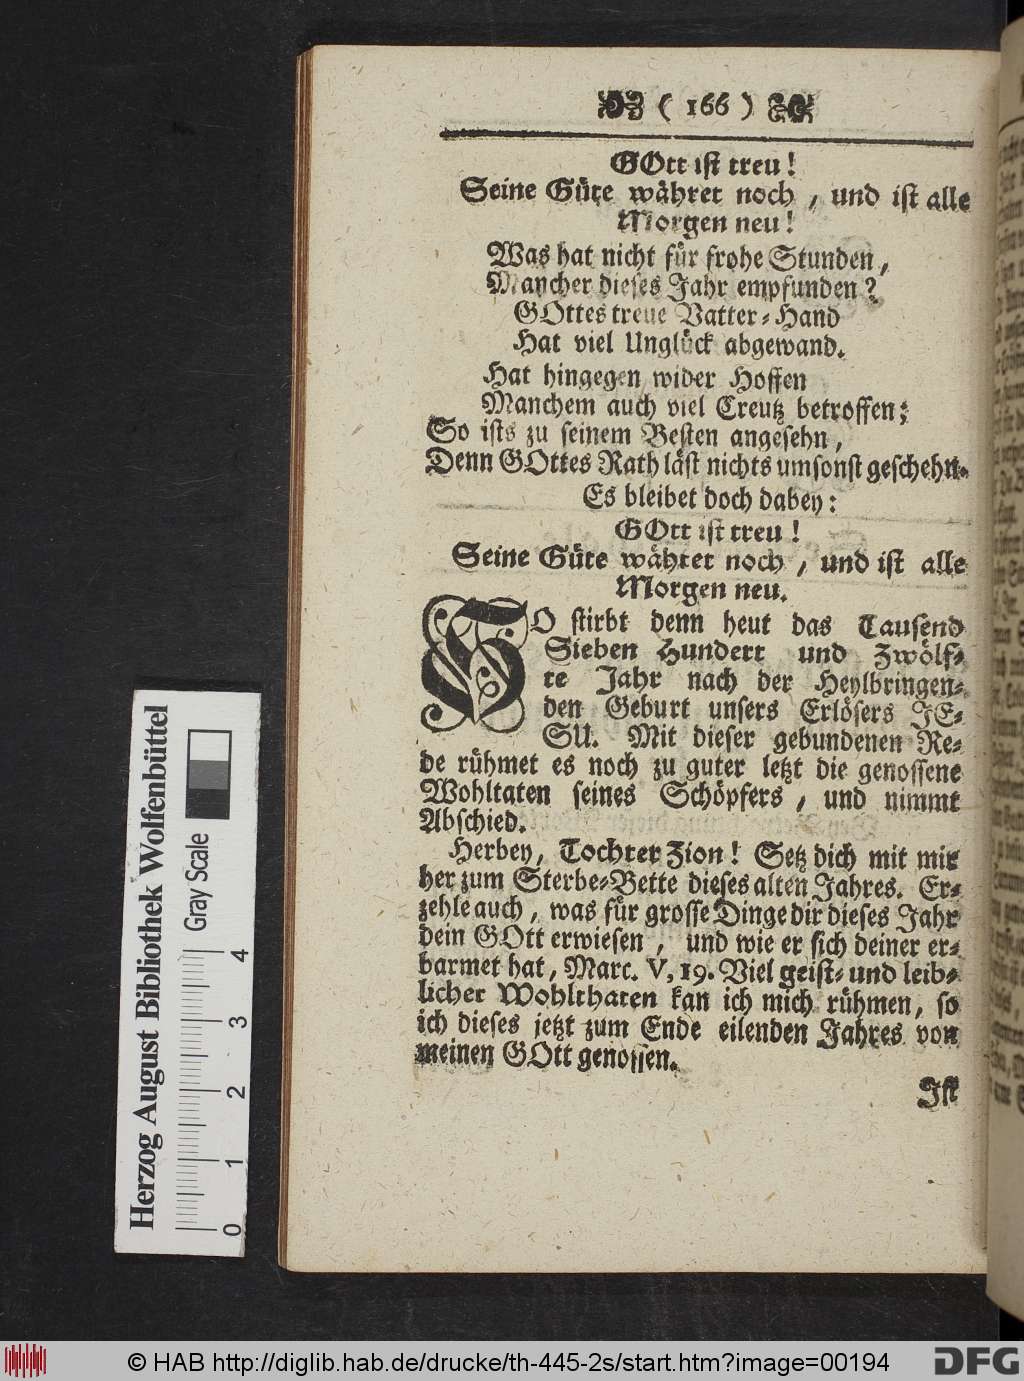 ( 166 )
GOtt ist treu!
Seine Güte währet noch, und ist alle
Morgen neu!
Was hat nicht für frohe Stunden,
Mancher dieses Jahr empfunden?
GOttes treue Vatter-Hand
Hat viel Unglück abgewand.
Hat hingegen wider Hoffen
Manchem auch viel Creutz betroffen;
So ists zu seinem Besten angesehn,
Denn GOttes Rath läst nichts umsonst geschehn.
Es bleibet doch dabey:
GOtt ist treu!
Seine Güte währet noch, und ist alle
Morgen neu.
SO stirbt denn heut das Tausend
Sieben Hundert und Zwölf-
te Jahr nach der Heylbringen-
den Geburt unsers Erlösers JE-
SU. Mit dieser gebundenen Re-
de rühmet es noch zu guter letzt die genossene
Wohltaten seines Schöpfers, und nimmt
Abschied.
Herbey, Tochter Zion! Setz dich mit mir
her zum Sterbe-Bette dieses alten Jahres. Er-
zehle auch, was für grosse Dinge dir dieses Jahr
dein GOtt erwiesen, und wie er sich deiner er-
barmet hat, Marc. V, 19. Viel geist- und leib-
licher Wohlthaten kan ich mich rühmen, so
ich dieses jetzt zum Ende eilenden Jahres von
meinen GOtt genossen.
Ist
Herzog August Bibliothek Wolfenbüttel
Gray Scale
0 1 2 3 4
© HAB http://diglib.hab.de/drucke/th-445-2s/start.htm?image=00194
DFG